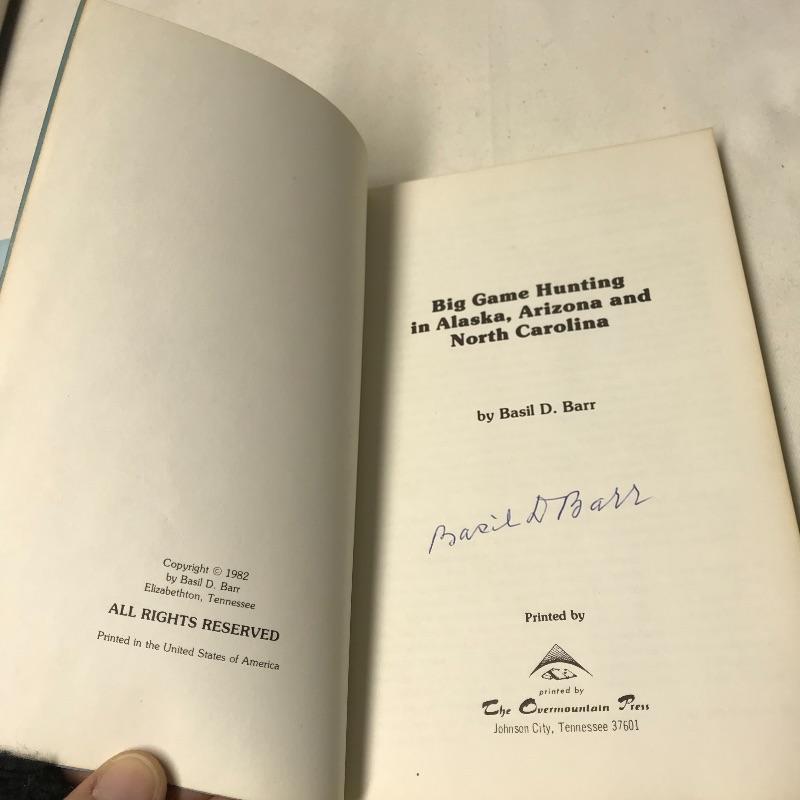 Copyright © 1982
by Basil D. Barr
Elizabethton, Tennessee
ALL RIGHTS RESERVED
Printed in the United States of America
Big Game Hunting
in Alaska, Arizona and
North Carolina
by Basil D. Barr
Basil D Barr
Printed by
printed by
The Overmountain Press
Johnson City, Tennessee 37601